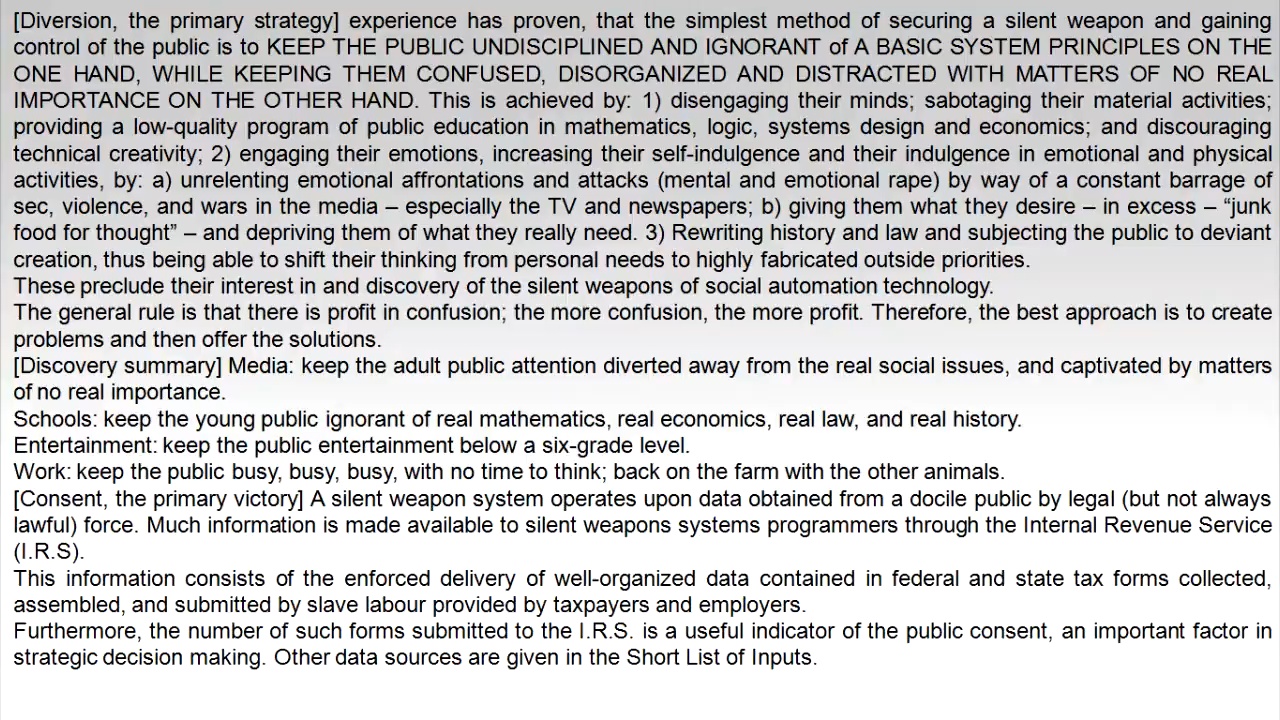 [Diversion, the primary strategy] experience has proven, that the simplest method of securing a silent weapon and gaining
control of the public is to KEEP THE PUBLIC UNDISCIPLINED AND IGNORANT of A BASIC SYSTEM PRINCIPLES ON THE
ONE HAND, WHILE KEEPING THEM CONFUSED, DISORGANIZED AND DISTRACTED WITH MATTERS OF NO REAL
IMPORTANCE ON THE OTHER HAND. This is achieved by: 1) disengaging their minds; sabotaging their material activities;
providing a low-quality program of public education in mathematics, logic, systems design and economics; and discouraging
technical creativity; 2) engaging their emotions, increasing their self-indulgence and their indulgence in emotional and physical
activities, by: a) unrelenting emotional affrontations and attacks (mental and emotional rape) by way of a constant barrage of
sec, violence, and wars in the media – especially the TV and newspapers; b) giving them what they desire – in excess – “junk
food for thought” – and depriving them of what they really need. 3) Rewriting history and law and subjecting the public to deviant
creation, thus being able to shift their thinking from personal needs to highly fabricated outside priorities.
These preclude their interest in and discovery of the silent weapons of social automation technology.
The general rule is that there is profit in confusion; the more confusion, the more profit. Therefore, the best approach is to create
problems and then offer the solutions.
[Discovery summary] Media: keep the adult public attention diverted away from the real social issues, and captivated by matters
of no real importance.
Schools: keep the young public ignorant of real mathematics, real economics, real law, and real history.
Entertainment: keep the public entertainment below a six-grade level.
Work: keep the public busy, busy, busy, with no time to think; back on the farm with the other animals.
[Consent, the primary victory] A silent weapon system operates upon data obtained from a docile public by legal (but not always
lawful) force. Much information is made available to silent weapons systems programmers through the Internal Revenue Service
(I.R.S).
This information consists of the enforced delivery of well-organized data contained in federal and state tax forms collected,
assembled, and submitted by slave labour provided by taxpayers and employers.
Furthermore, the number of such forms submitted to the I.R.S. is a useful indicator of the public consent, an important factor in
strategic decision making. Other data sources are given in the Short List of Inputs.